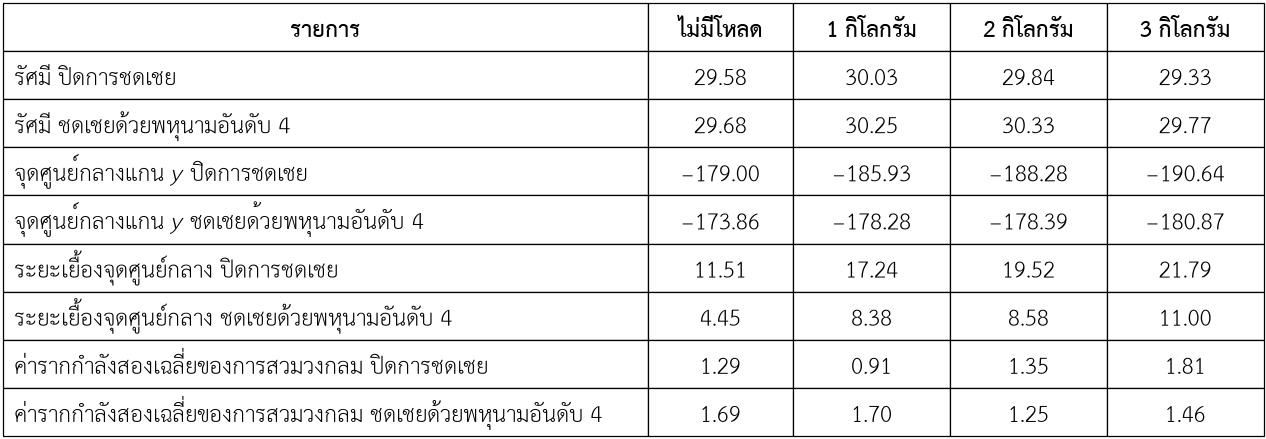 รายการ ไม่มีโหลด 1 กิโลกรัม 2 กิโลกรัม 3 กิโลกรัม
รัศมี ปิดการชดเชย 29.58 30.03 29.84 29.33
รัศมี ชดเชยด้วยพหุนามอันดับ 4 29.68 30.25 30.33 29.77
จุดศูนย์กลางแกน y ปิดการชดเชย –179.00 –185.93 –188.28 –190.64
จุดศูนย์กลางแกน y ชดเชยด้วยพหุนามอันดับ 4 –173.86 –178.28 –178.39 –180.87
ระยะเยื้องจุดศูนย์กลาง ปิดการชดเชย 11.51 17.24 19.52 21.79
ระยะเยื้องจุดศูนย์กลาง ชดเชยด้วยพหุนามอันดับ 4 4.45 8.38 8.58 11.00
ค่ารากกำลังสองเฉลี่ยของการสวมวงกลม ปิดการชดเชย 1.29 0.91 1.35 1.81
ค่ารากกำลังสองเฉลี่ยของการสวมวงกลม ชดเชยด้วยพหุนามอันดับ 4 1.69 1.70 1.25 1.46